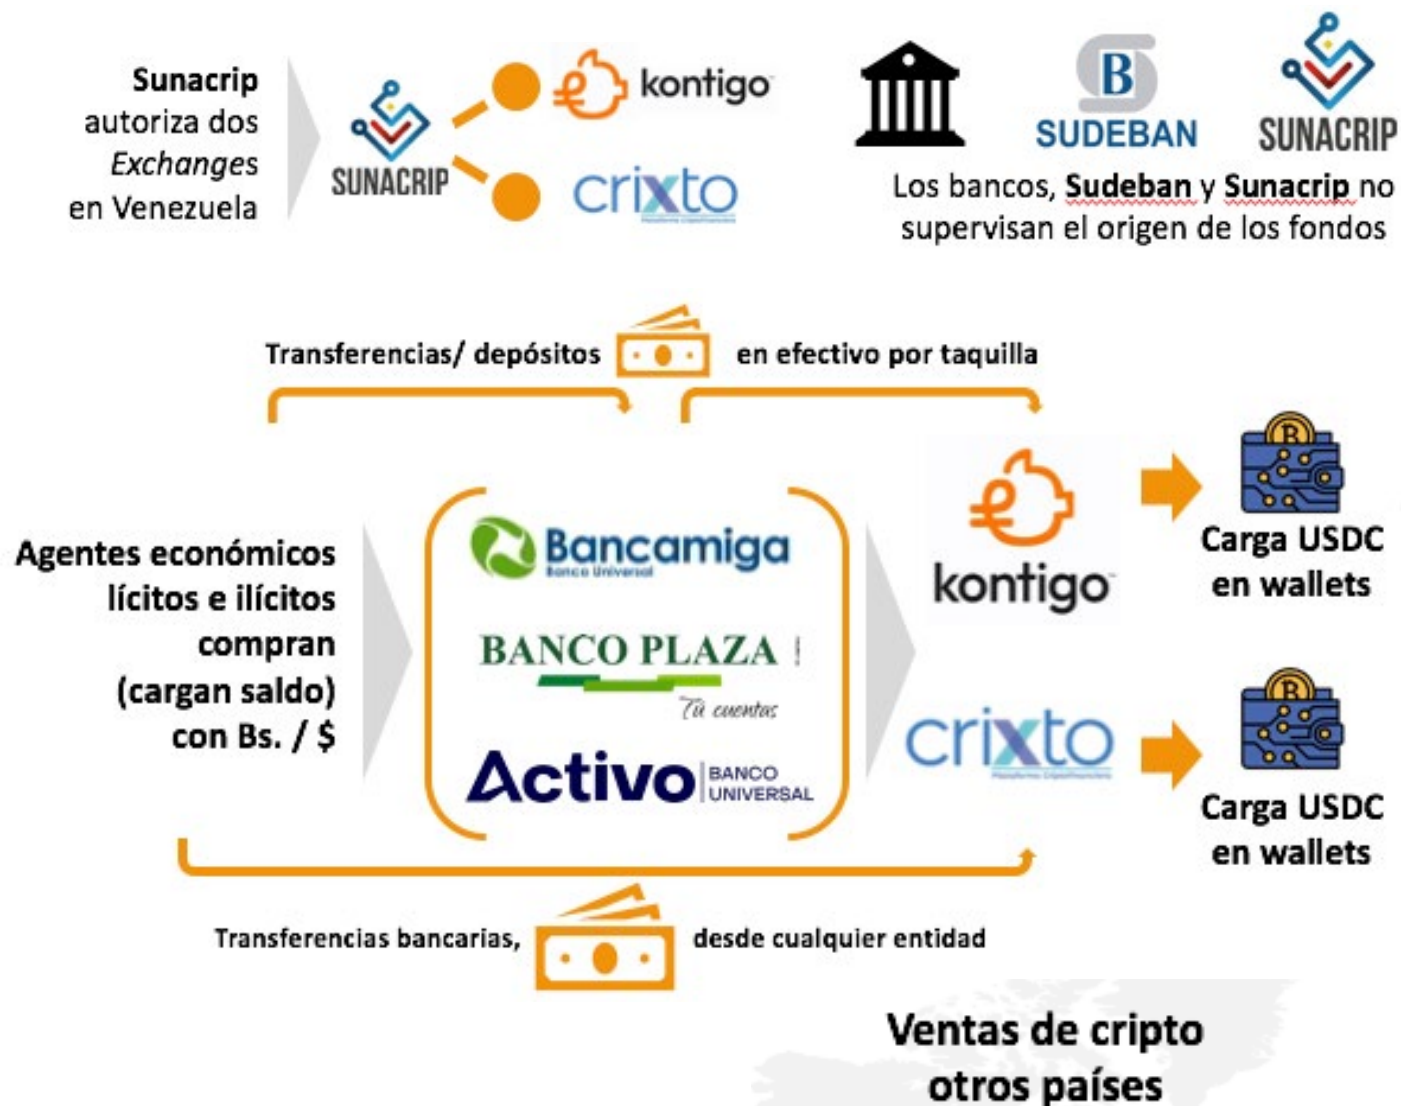 Sunacrip
autoriza dos
Exchanges
en Venezuela
SUNACRIP
kontigo
crixto
B
SUDEBAN
SUNACRIP
Los bancos, Sudeban y Sunacrip no
supervisan el origen de los fondos
Transferencias/ depósitos en efectivo por taquilla
Agentes económicos
lícitos e ilícitos
compran
(cargan saldo)
con Bs. / $
Bancamiga
Banco Universal
BANCO PLAZA
Tú cuentas
Activo BANCO
UNIVERSAL
kontigo
B
Carga USDC
en wallets
crixto
B
Carga USDC
en wallets
Transferencias bancarias, desde cualquier entidad
Ventas de cripto
otros países